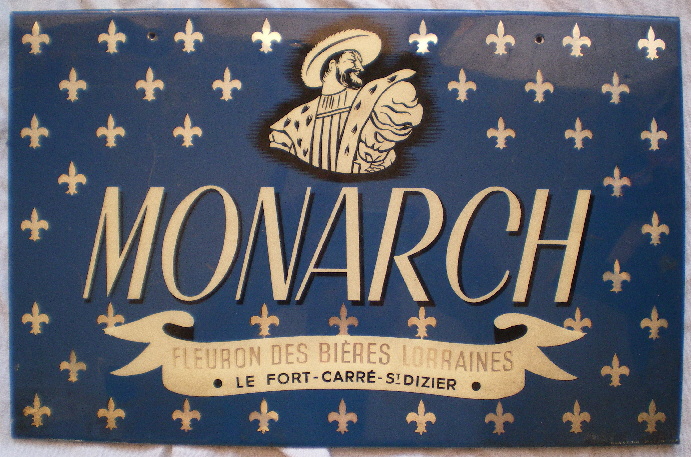 MONARCH
FLEURON DES BIÈRES LORRAINES
• LE FORT-CARRÉ-ST DIZIER •